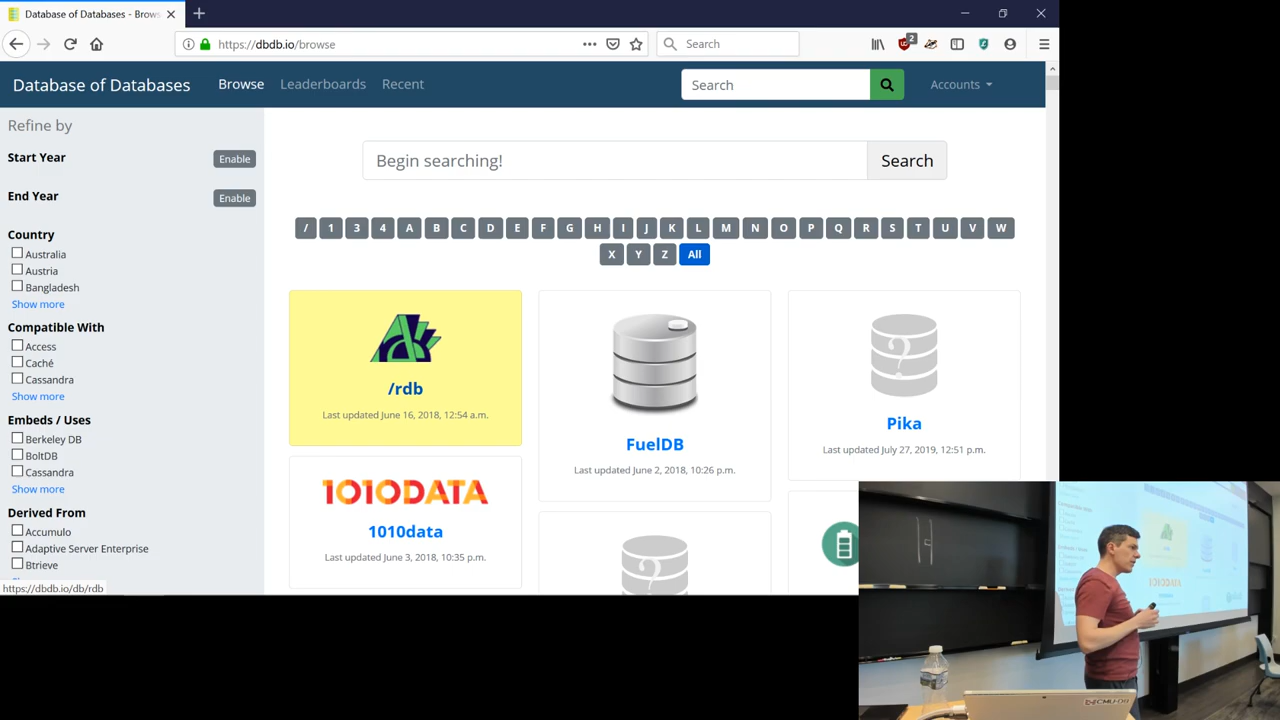 Database of Databases - Brows
https://dbdb.io/browse
Search
2
Database of Databases
Browse
Leaderboards
Recent
Search
Accounts
Refine by
Start Year
Enable
End Year
Enable
Country
Australia
Austria
Bangladesh
Show more
Compatible With
Access
Caché
Cassandra
Show more
Embeds / Uses
Berkeley DB
BoltDB
Cassandra
Show more
Derived From
Accumulo
Adaptive Server Enterprise
Btrieve
https://dbdb.io/db/rdb
Begin searching!
Search
/ 1 3 4 A B C D E F G H I J K L M N O P Q R S T U V W
X Y Z All
/rdb
Last updated June 16, 2018, 12:54 a.m.
FuelDB
Last updated June 2, 2018, 10:26 p.m.
?
Pika
Last updated July 27, 2019, 12:51 p.m.
1010DATA
1010data
Last updated June 3, 2018, 10:35 p.m.
?
1010DATA
CMU·DB